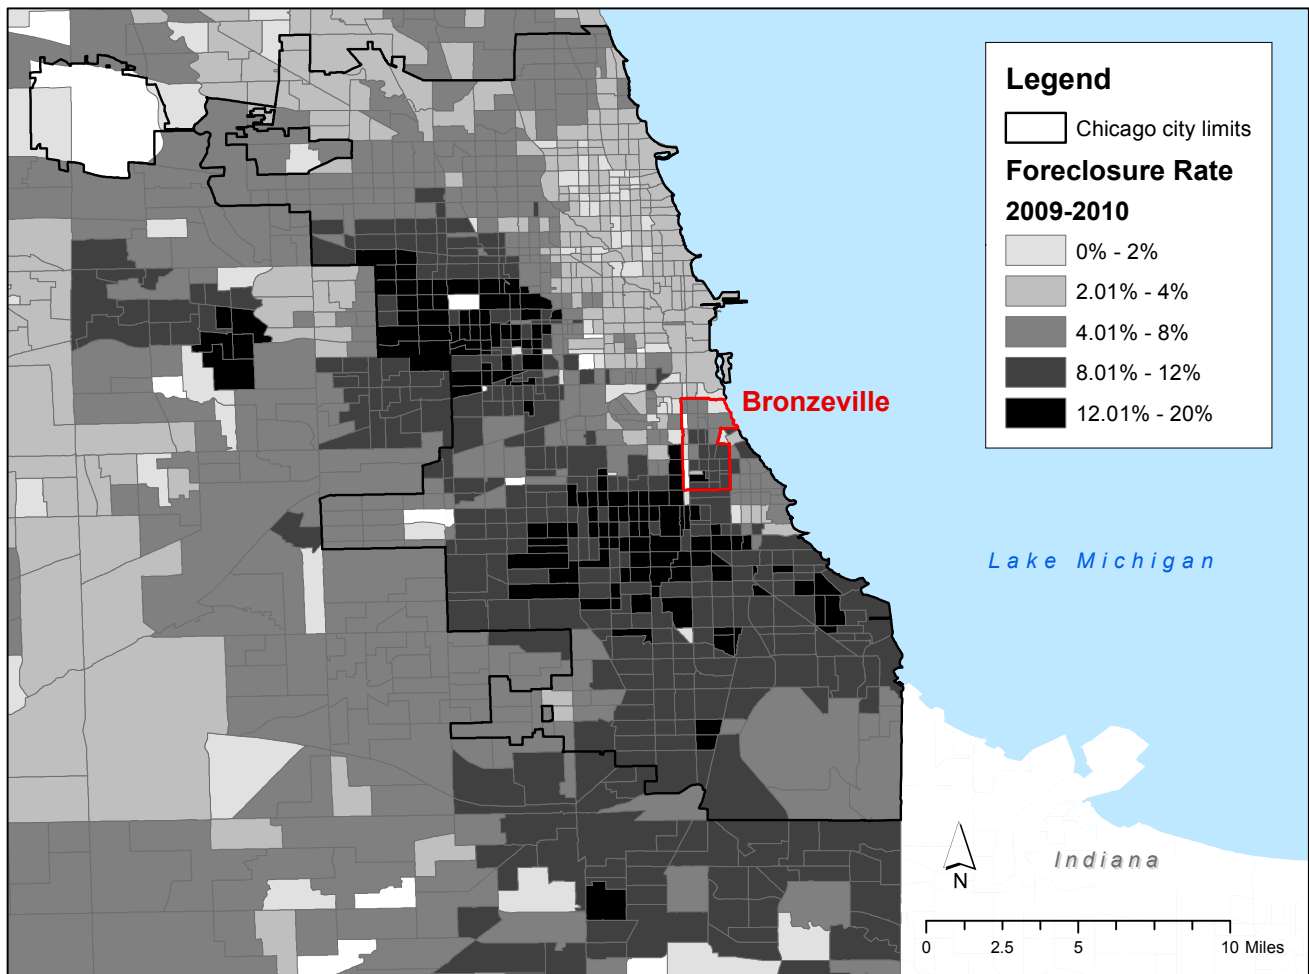 Legend
Chicago city limits
Foreclosure Rate
2009-2010
0% - 2%
2.01% - 4%
4.01% - 8%
8.01% - 12%
12.01% - 20%
Bronzeville
Lake Michigan
Indiana
N
0 2.5 5 10 Miles